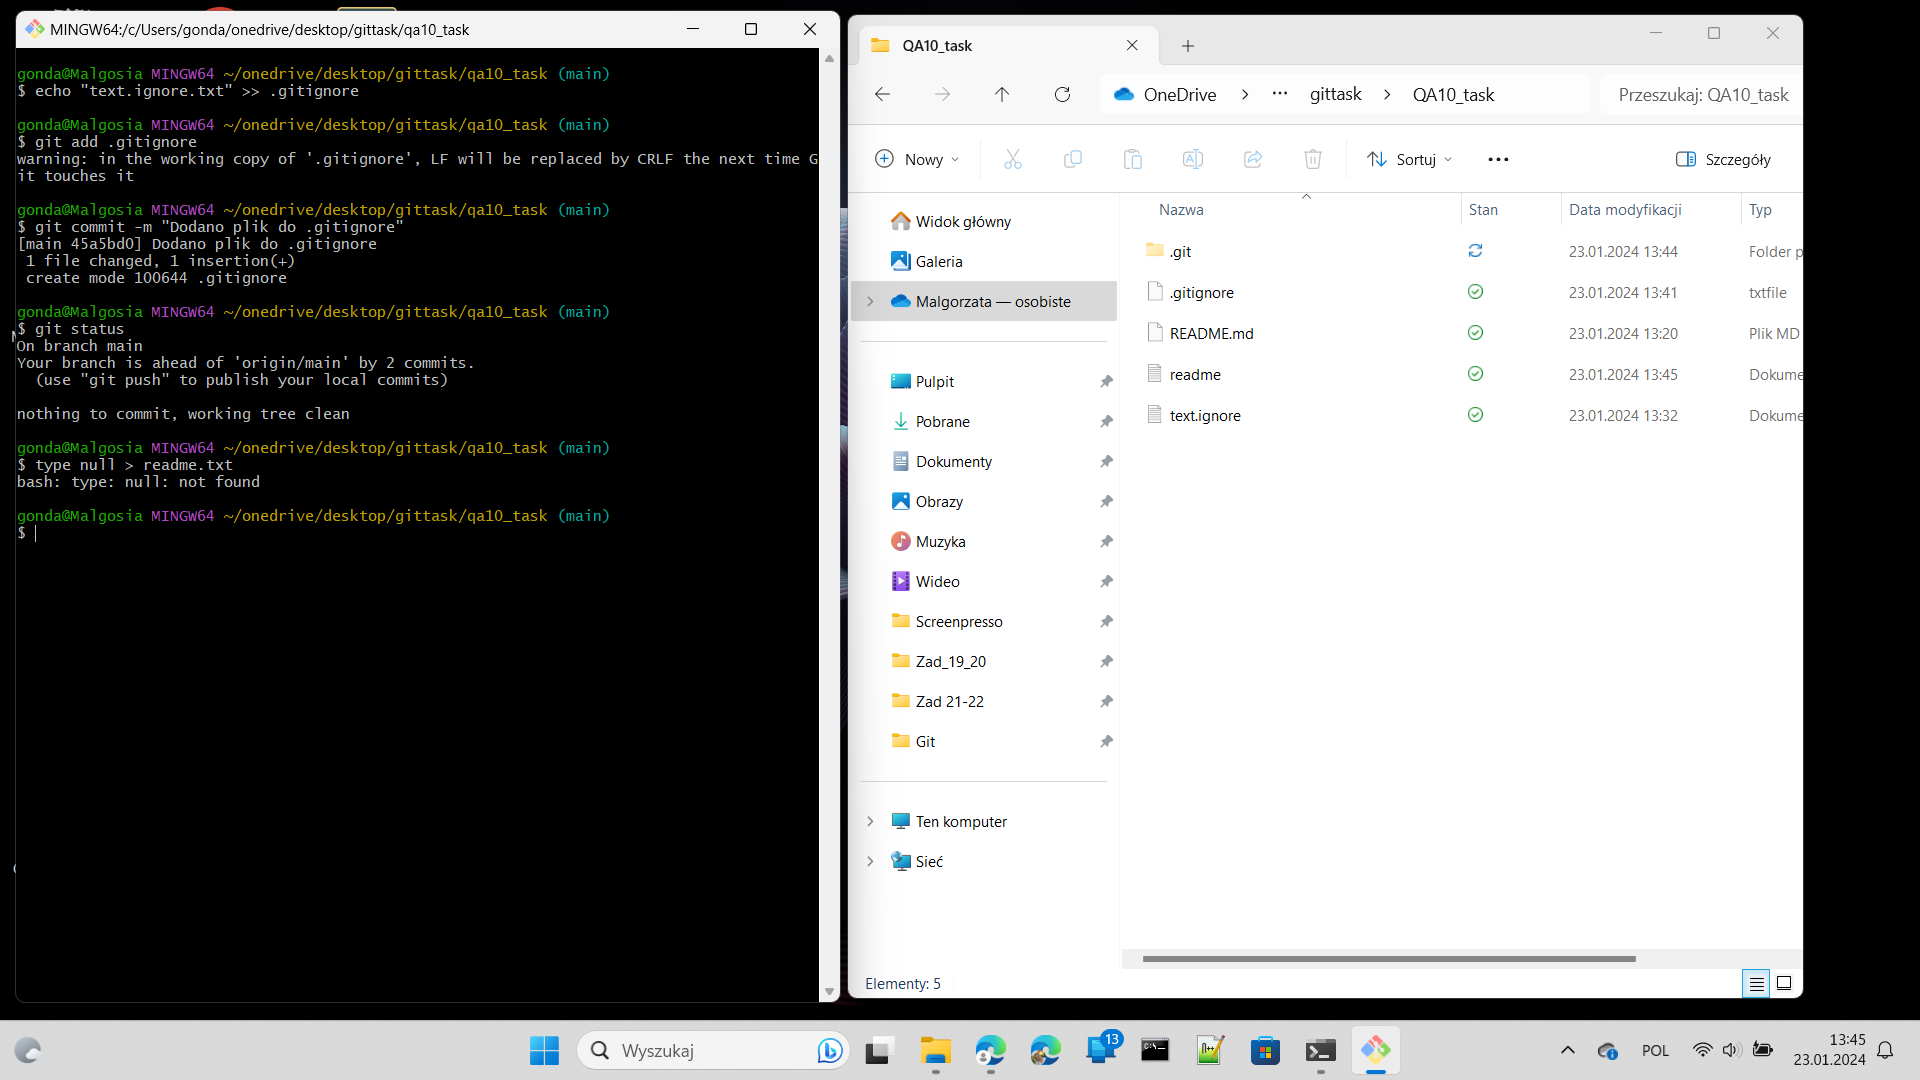 MINGW64:/c/Users/gonda/onedrive/desktop/gittask/qa10_task
gonda@Malgosia MINGW64 ~/onedrive/desktop/gittask/qa10_task (main)
$ echo "text.ignore.txt" >> .gitignore
gonda@Malgosia MINGW64 ~/onedrive/desktop/gittask/qa10_task (main)
$ git add .gitignore
warning: in the working copy of '.gitignore', LF will be replaced by CRLF the next time G
it touches it
gonda@Malgosia MINGW64 ~/onedrive/desktop/gittask/qa10_task (main)
$ git commit -m "Dodano plik do .gitignore"
[main 45a5bd0] Dodano plik do .gitignore
1 file changed, 1 insertion(+)
create mode 100644 .gitignore
gonda@Malgosia MINGW64 ~/onedrive/desktop/gittask/qa10_task (main)
$ git status
On branch main
Your branch is ahead of 'origin/main' by 2 commits.
(use "git push" to publish your local commits)
nothing to commit, working tree clean
gonda@Malgosia MINGW64 ~/onedrive/desktop/gittask/qa10_task (main)
$ type null > readme.txt
bash: type: null: not found
gonda@Malgosia MINGW64 ~/onedrive/desktop/gittask/qa10_task (main)
$
QA10_task
OneDrive > ... gittask > QA10_task
Przeszukaj: QA10_task
Nowy
Sortuj
Szczegóły
Widok główny
Galeria
Malgorzata — osobiste
Pulpit
Pobrane
Dokumenty
Obrazy
Muzyka
Wideo
Screenpresso
Zad_19_20
Zad 21-22
Git
Ten komputer
Sieć
Nazwa Stan Data modyfikacji Typ
.git 23.01.2024 13:44 Folder p
.gitignore 23.01.2024 13:41 txtfile
README.md 23.01.2024 13:20 Plik MD
readme 23.01.2024 13:45 Dokume
text.ignore 23.01.2024 13:32 Dokume
Elementy: 5
Wyszukaj
13
POL
13:45
23.01.2024